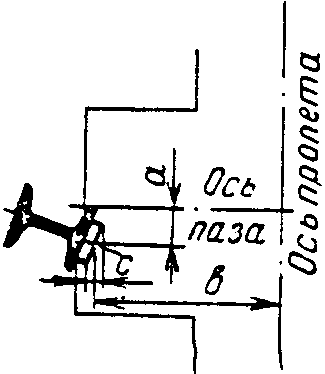 а
Ось
паза
Ось пролета
с
в